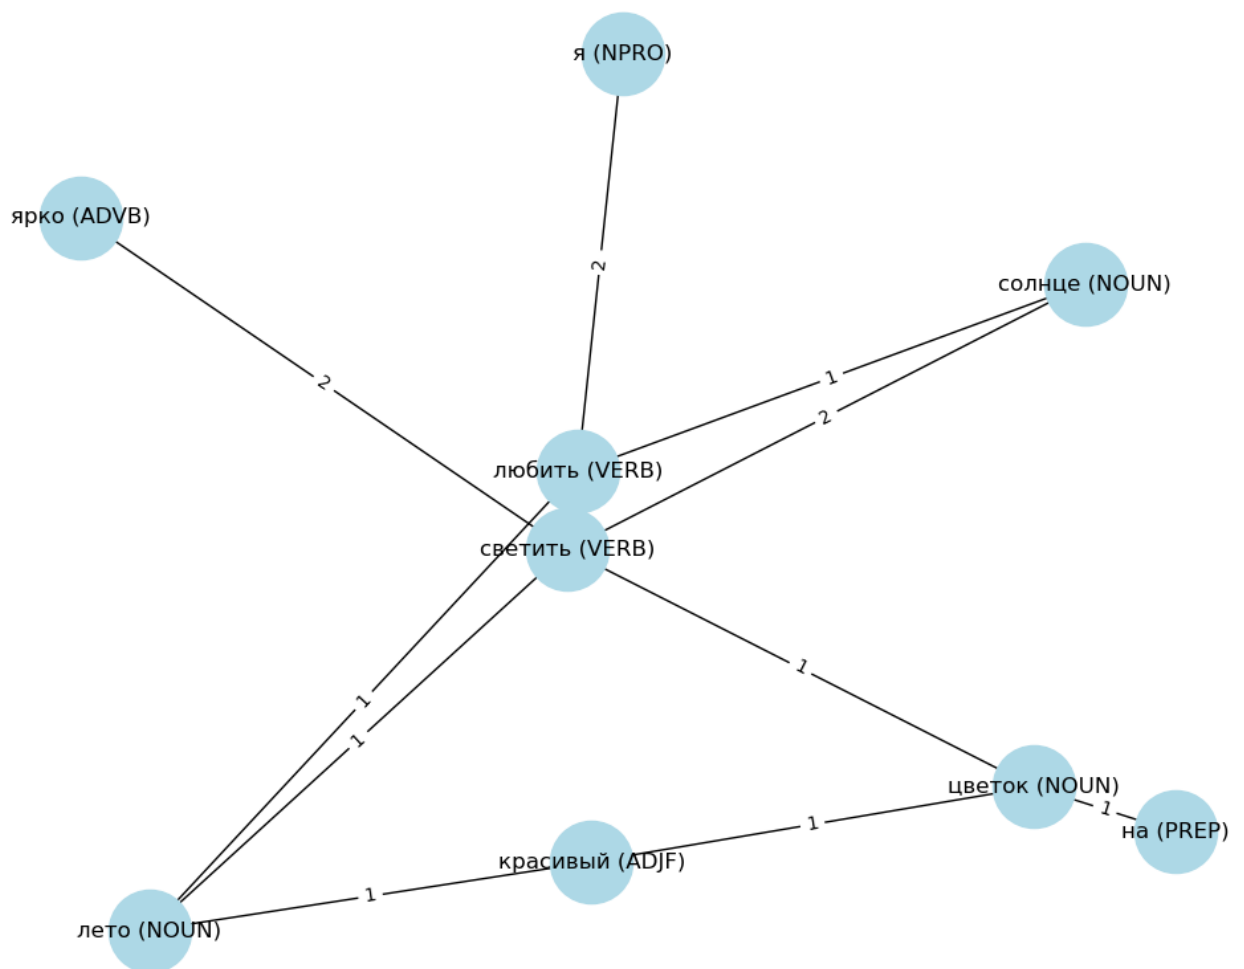 я (NPRO)
ярко (ADVB)
2
солнце (NOUN)
2
1
2
любить (VERB)
светить (VERB)
1
1
1
цветок (NOUN)
1
на (PREP)
1
красивый (ADJF)
1
лето (NOUN)